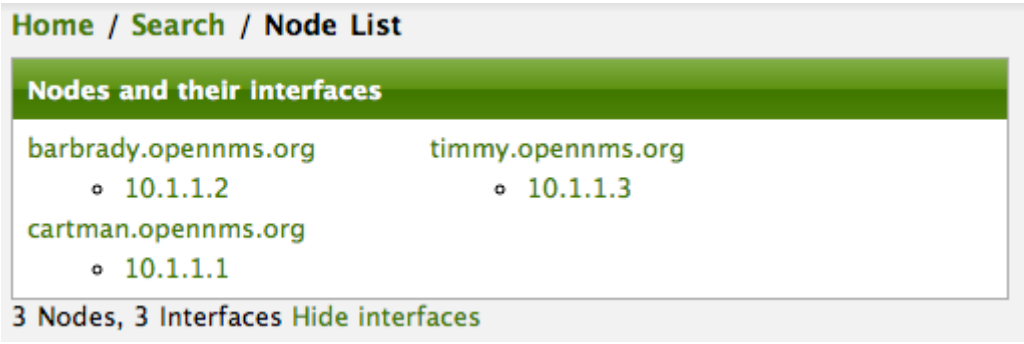 Home / Search / Node List
Nodes and their interfaces
barbrady.opennms.org
10.1.1.2
cartman.opennms.org
10.1.1.1
timmy.opennms.org
10.1.1.3
3 Nodes, 3 Interfaces Hide interfaces